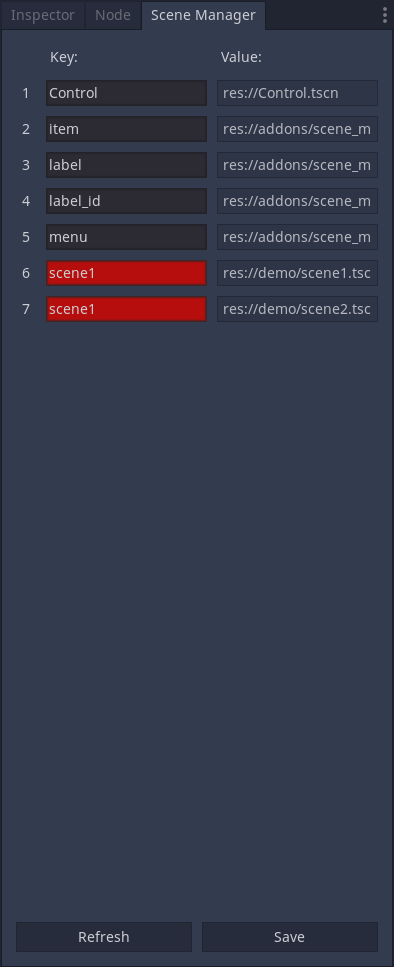 Inspector Node Scene Manager
Key: Value:
1 Control res://Control.tscn
2 item res://addons/scene_m
3 label res://addons/scene_m
4 label_id res://addons/scene_m
5 menu res://addons/scene_m
6 scene1 res://demo/scene1.tsc
7 scene1 res://demo/scene2.tsc
Refresh Save